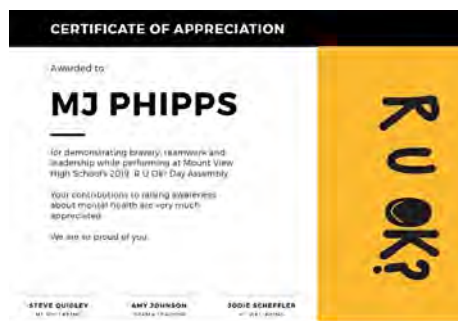 CERTIFICATE OF APPRECIATION
Awarded to
MJ PHIPPS
for demonstrating bravery, teamwork and
leadership while performing at Mount View
High School's 2019 R U OK? Day Assembly.
Your contributions to raising awareness
about mental health are very much
appreciated.
We are so proud of you.
STEVE QUIGLEY
AMY JOHNSON
JODIE SCHEFFLER
R U OK?